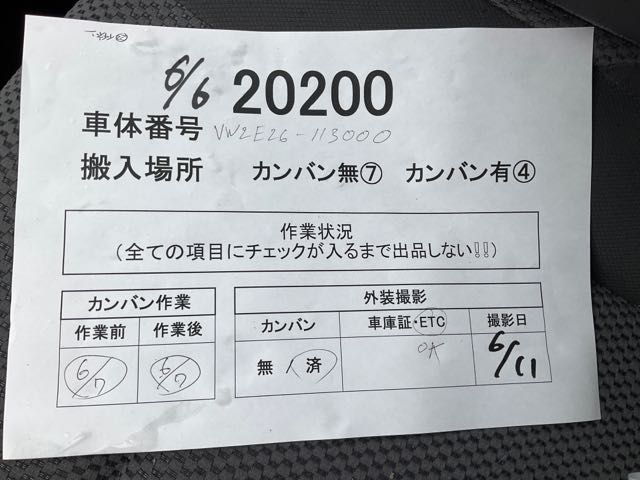 6/6 20200
車体番号 VW2E26-113000
搬入場所 カンバン無⑦ カンバン有④
作業状況
(全ての項目にチェックが入るまで出品しない!!)
カンバン作業
作業前 作業後
6/7 6/7
外装撮影
カンバン 車庫証・ETC 撮影日
無 / 済 6/11